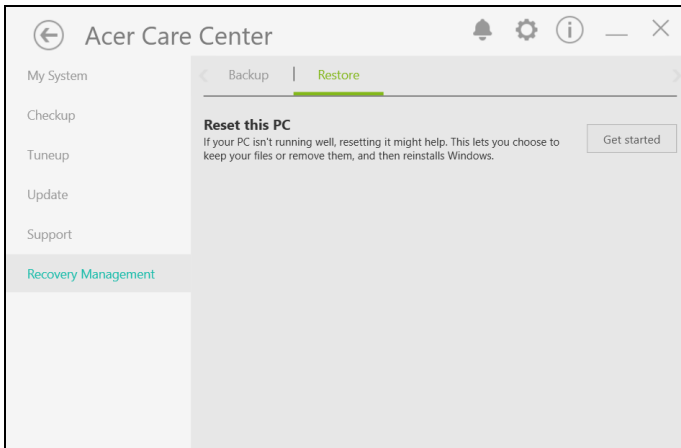 Acer Care Center
My System
Checkup
Tuneup
Update
Support
Recovery Management
Backup
Restore
Reset this PC
If your PC isn't running well, resetting it might help. This lets you choose to
keep your files or remove them, and then reinstalls Windows.
Get started